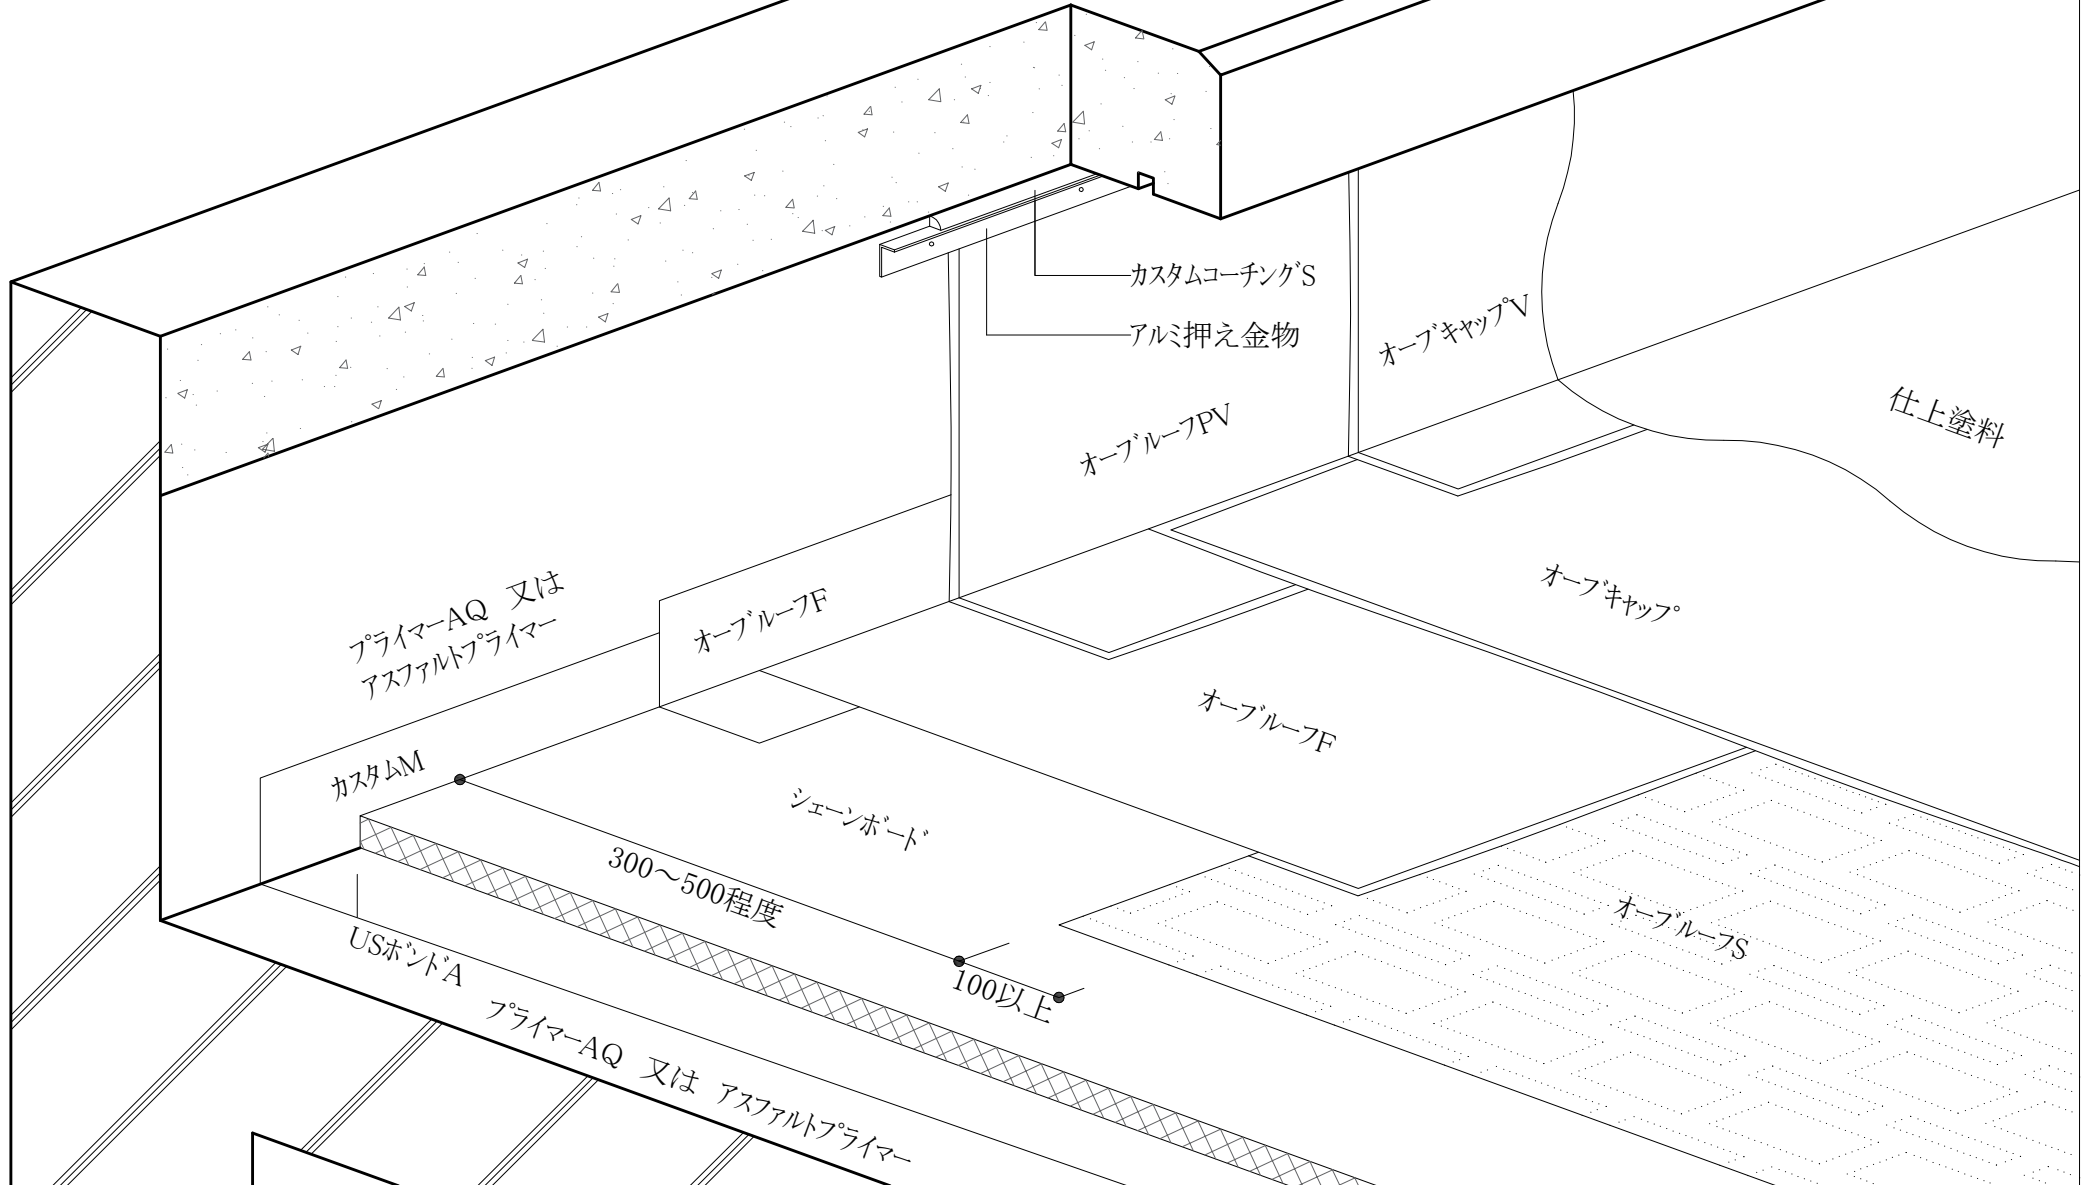 カスタムコーチングS
アルミ押え金物
オーブキャップV
仕上塗料
オーブルーフPV
プライマーAQ　又は
アスファルトプライマー
オーブルーフF
オーブキャップ
カスタムM
オーブルーフF
シェーンボード
300～500程度
オーブルーフS
USボンドA
100以上
プライマーAQ　又は　アスファルトプライマー